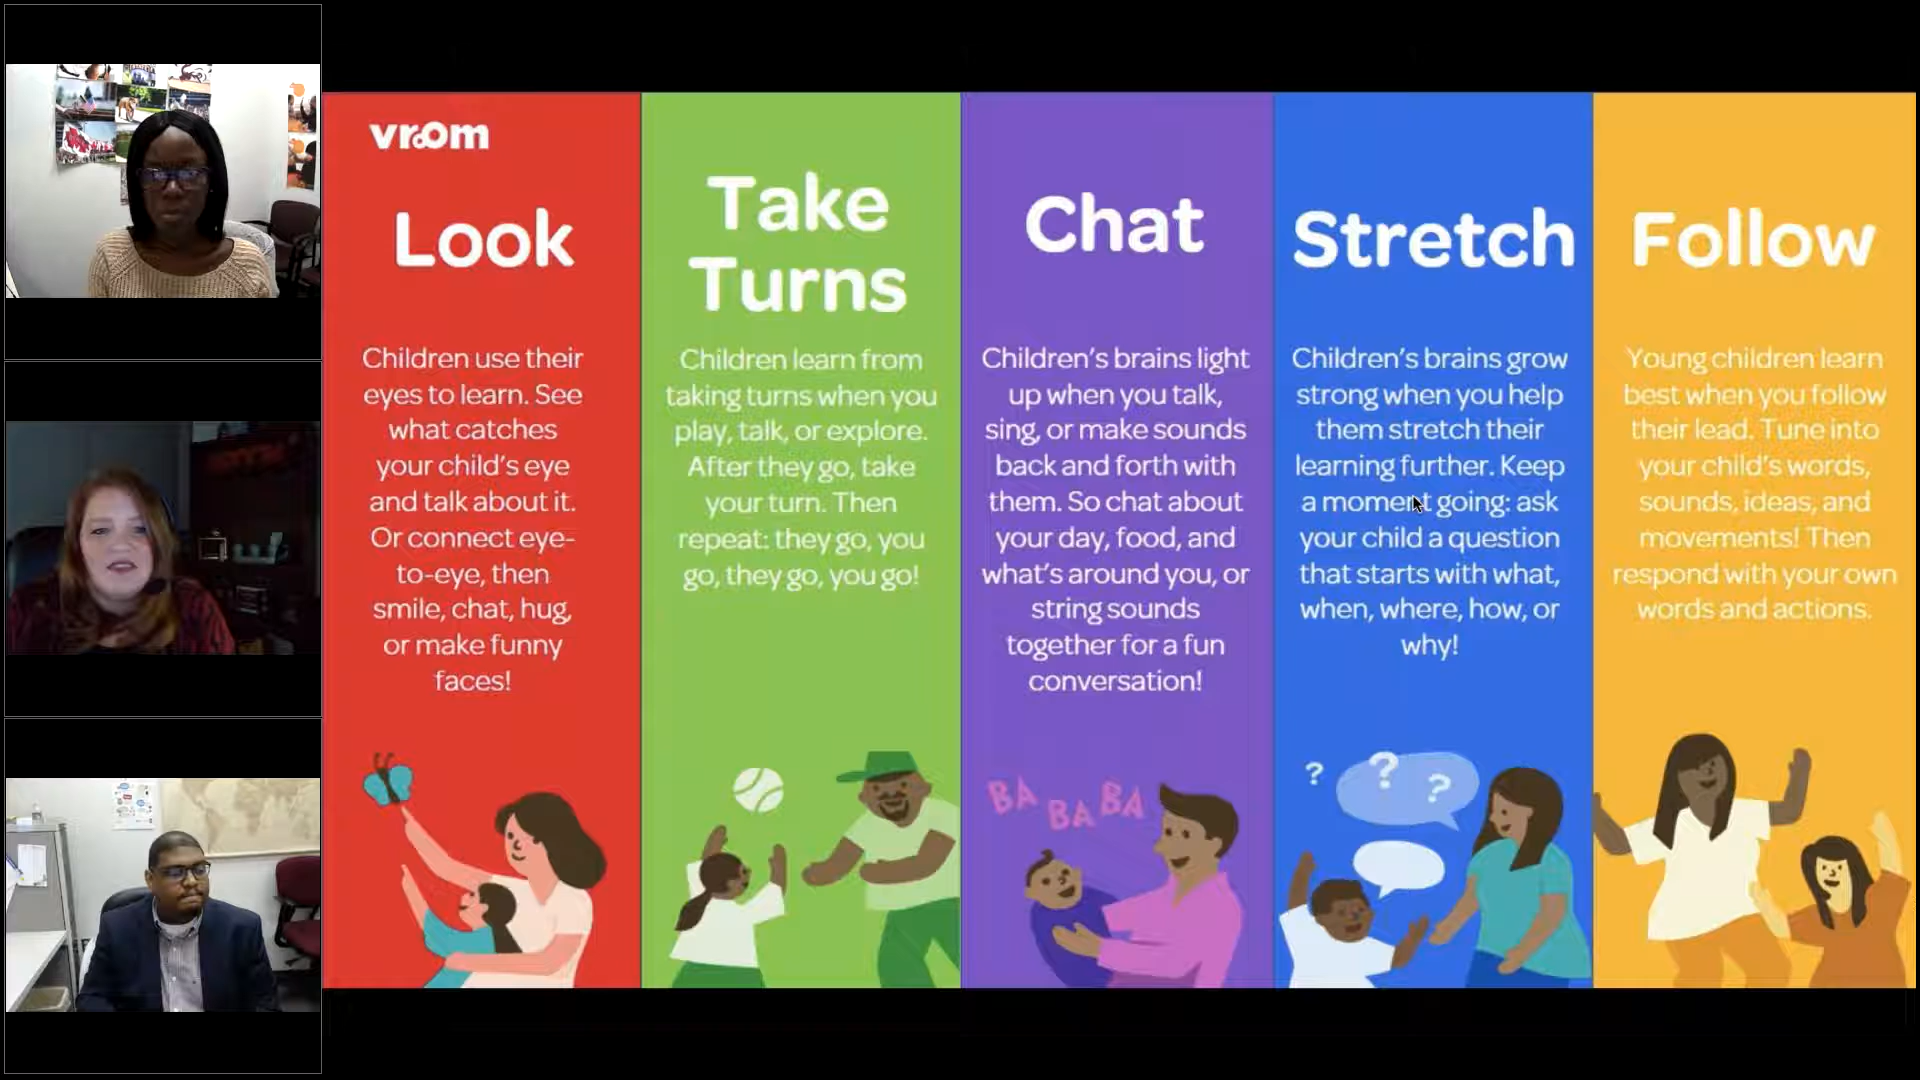 vroom
Look
Children use their
eyes to learn. See
what catches
your child's eye
and talk about it.
Or connect eye-
to-eye, then
smile, chat, hug,
or make funny
faces!
Take
Turns
Children learn from
taking turns when you
play, talk, or explore.
After they go, take
your turn. Then
repeat: they go, you
go, they go, you go!
Chat
Children's brains light
up when you talk,
sing, or make sounds
back and forth with
them. So chat about
your day, food, and
what's around you, or
string sounds
together for a fun
conversation!
BA BA BA
Stretch
Children's brains grow
strong when you help
them stretch their
learning further. Keep
a moment going: ask
your child a question
that starts with what,
when, where, how, or
why!
? ? ?
Follow
Young children learn
best when you follow
their lead. Tune into
your child's words,
sounds, ideas, and
movements! Then
respond with your own
words and actions.